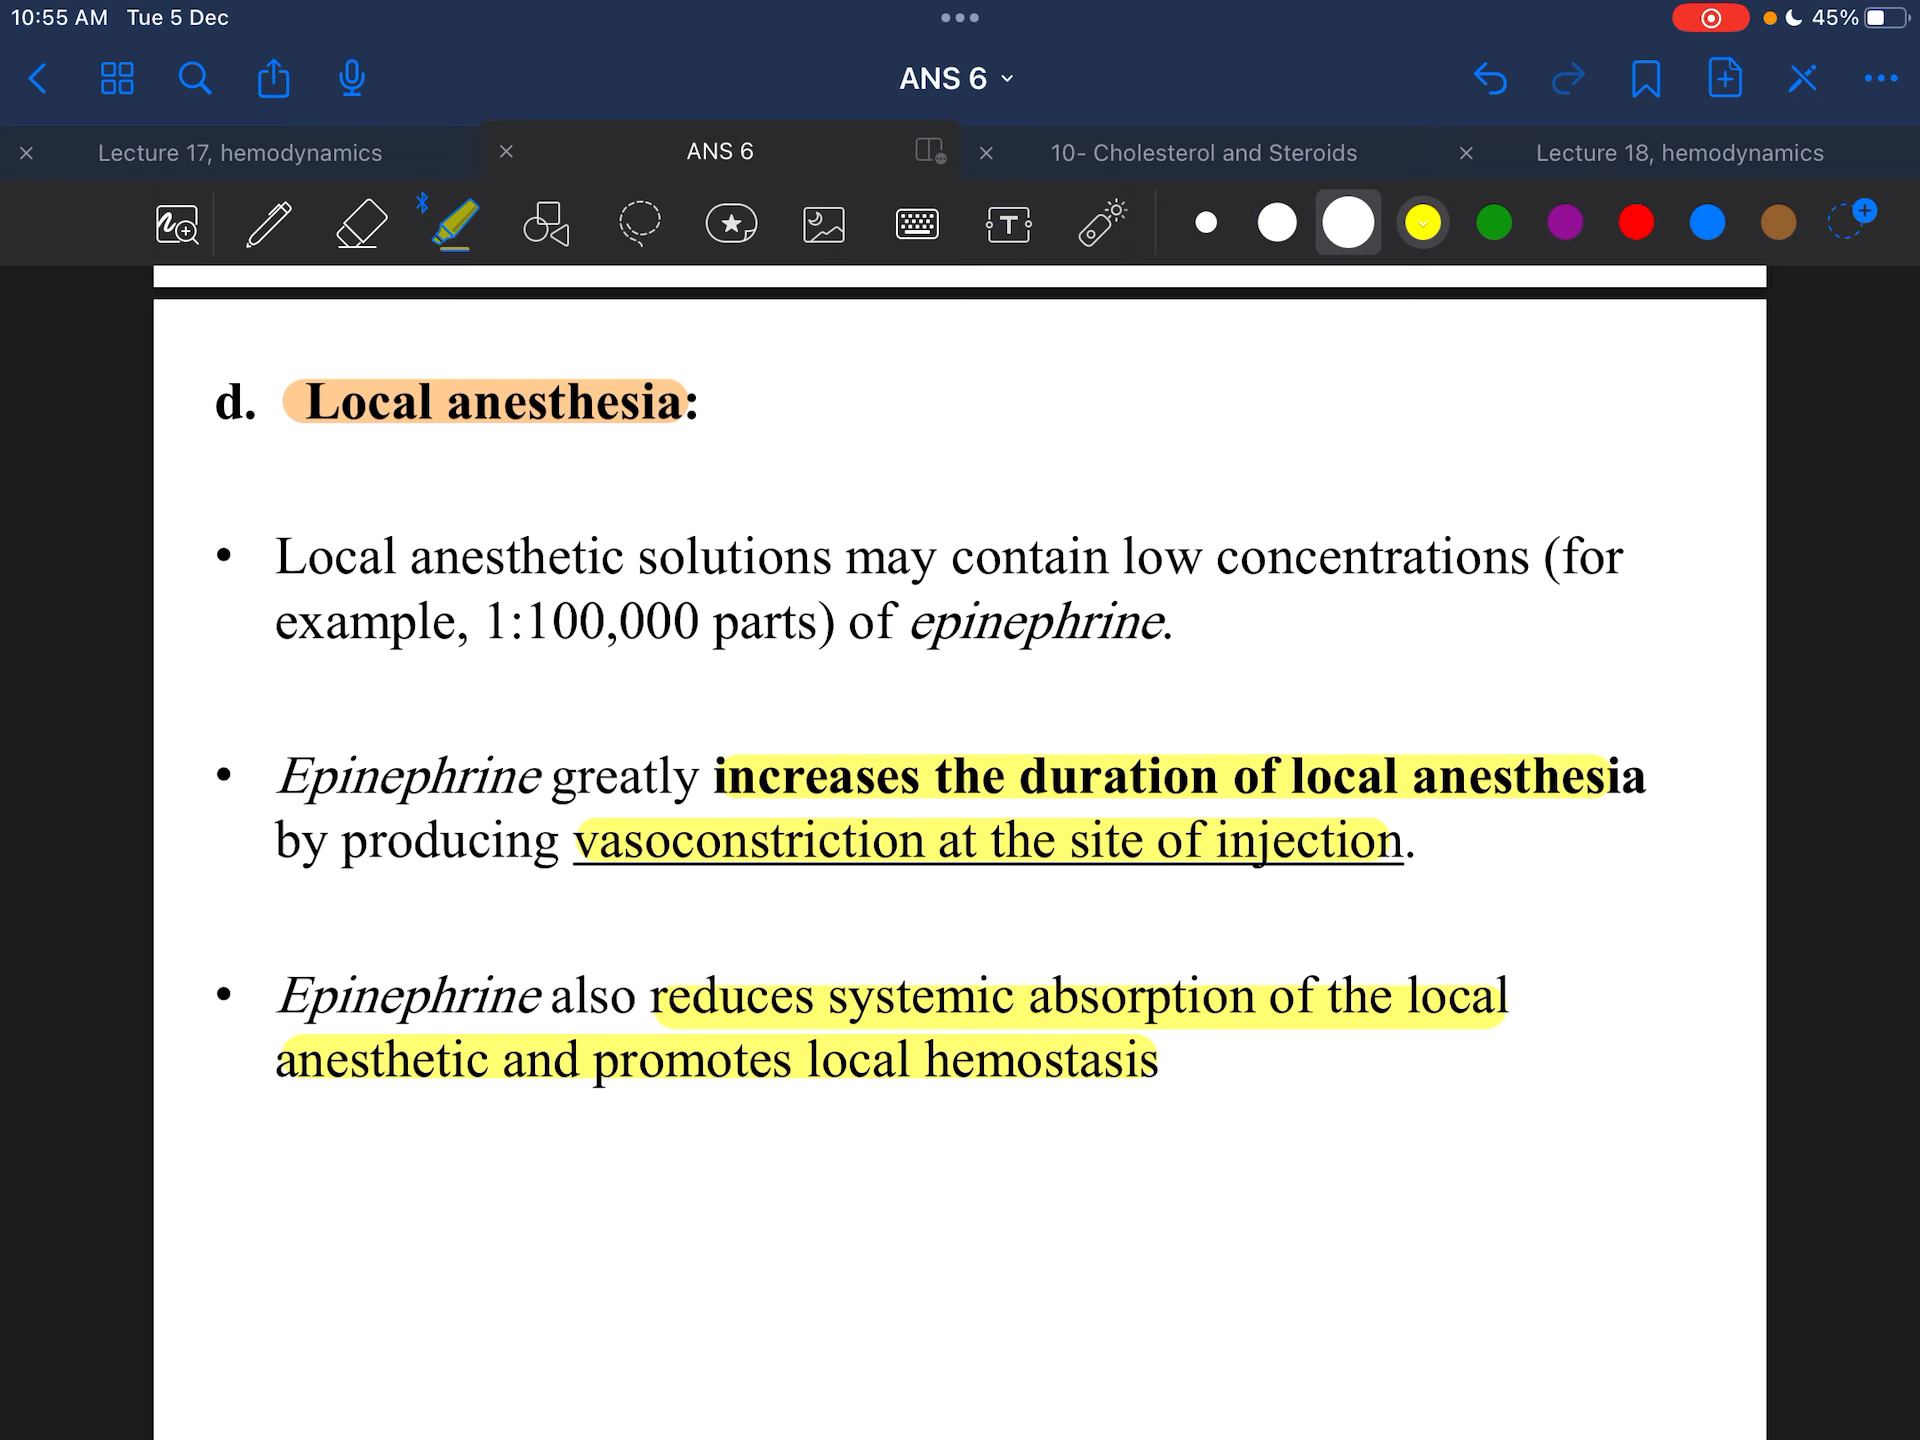 10:55 AM Tue 5 Dec
45%
ANS 6
Lecture 17, hemodynamics
ANS 6
10- Cholesterol and Steroids
Lecture 18, hemodynamics
T
d. Local anesthesia:
• Local anesthetic solutions may contain low concentrations (for
example, 1:100,000 parts) of epinephrine.
• Epinephrine greatly increases the duration of local anesthesia
by producing vasoconstriction at the site of injection.
• Epinephrine also reduces systemic absorption of the local
anesthetic and promotes local hemostasis